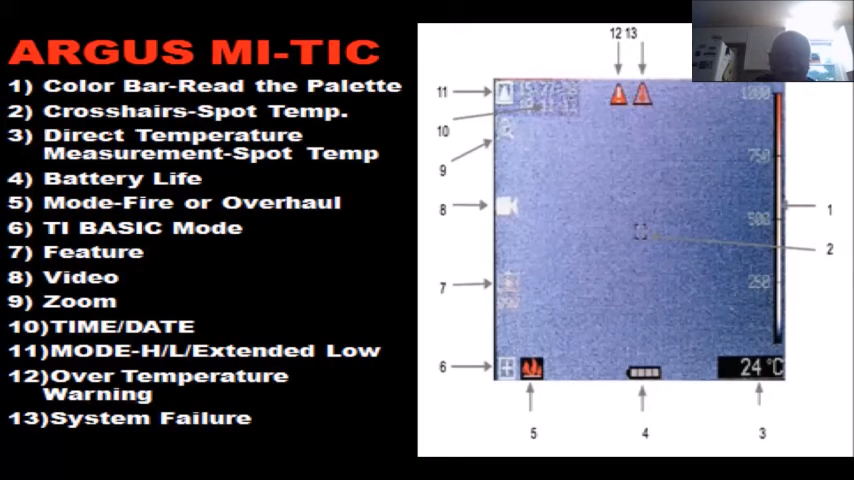 ARGUS MI-TIC
1) Color Bar-Read the Palette
2) Crosshairs-Spot Temp.
3) Direct Temperature
Measurement-Spot Temp
4) Battery Life
5) Mode-Fire or Overhaul
6) TI BASIC Mode
7) Feature
8) Video
9) Zoom
10)TIME/DATE
11)MODE-H/L/Extended Low
12)Over Temperature
Warning
13)System Failure
12 13
11
10
9
8
7
6
5
4
3
2
1
1000
750
500
250
24 °C